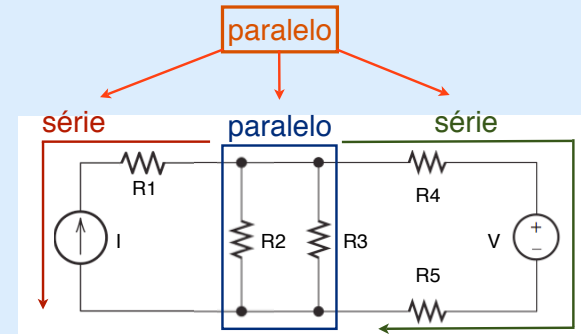 paralelo
série paralelo série
R1 R4
I R2 R3 V + −
R5